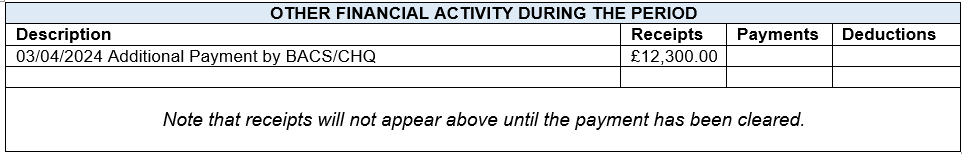 OTHER FINANCIAL ACTIVITY DURING THE PERIOD
Description Receipts Payments Deductions
03/04/2024 Additional Payment by BACS/CHQ £12,300.00
Note that receipts will not appear above until the payment has been cleared.